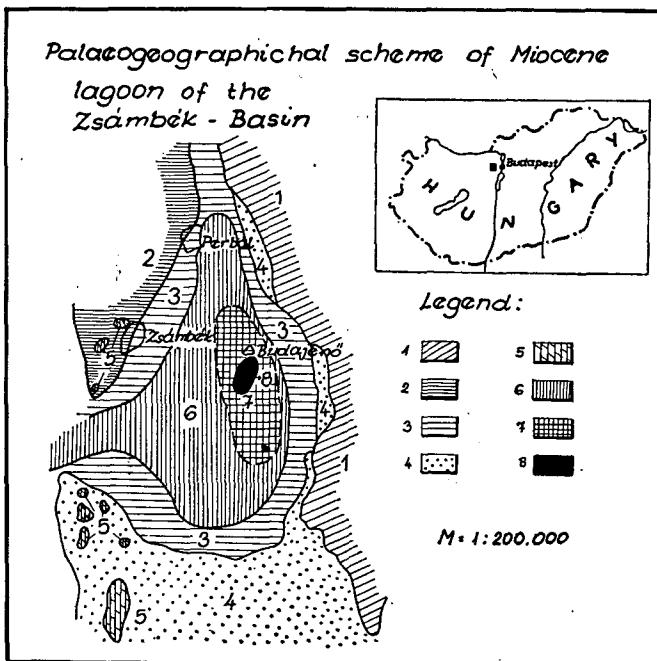 Palaeogeographichal scheme of Miocene
lagoon of the
Zsámbék - Basin
Budapest
HUNGARY
1
2
Perbál
4
3
3
5
Zsámbék
Budajenő
8
7
6
4
1
5
3
4
5
Legend:
1 5
2 6
3 7
4 8
M=1:200.000